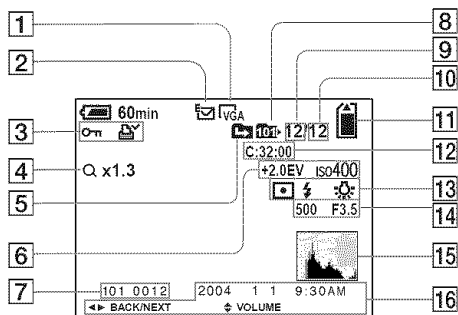 1
2
3
4
5
6
7
8
9
10
11
12
13
14
15
16
60min
VGA
101
12/12
C:32:00
x1.3
+2.0EV ISO400
500 F3.5
101 0012
2004 1 1 9:30AM
BACK/NEXT
VOLUME